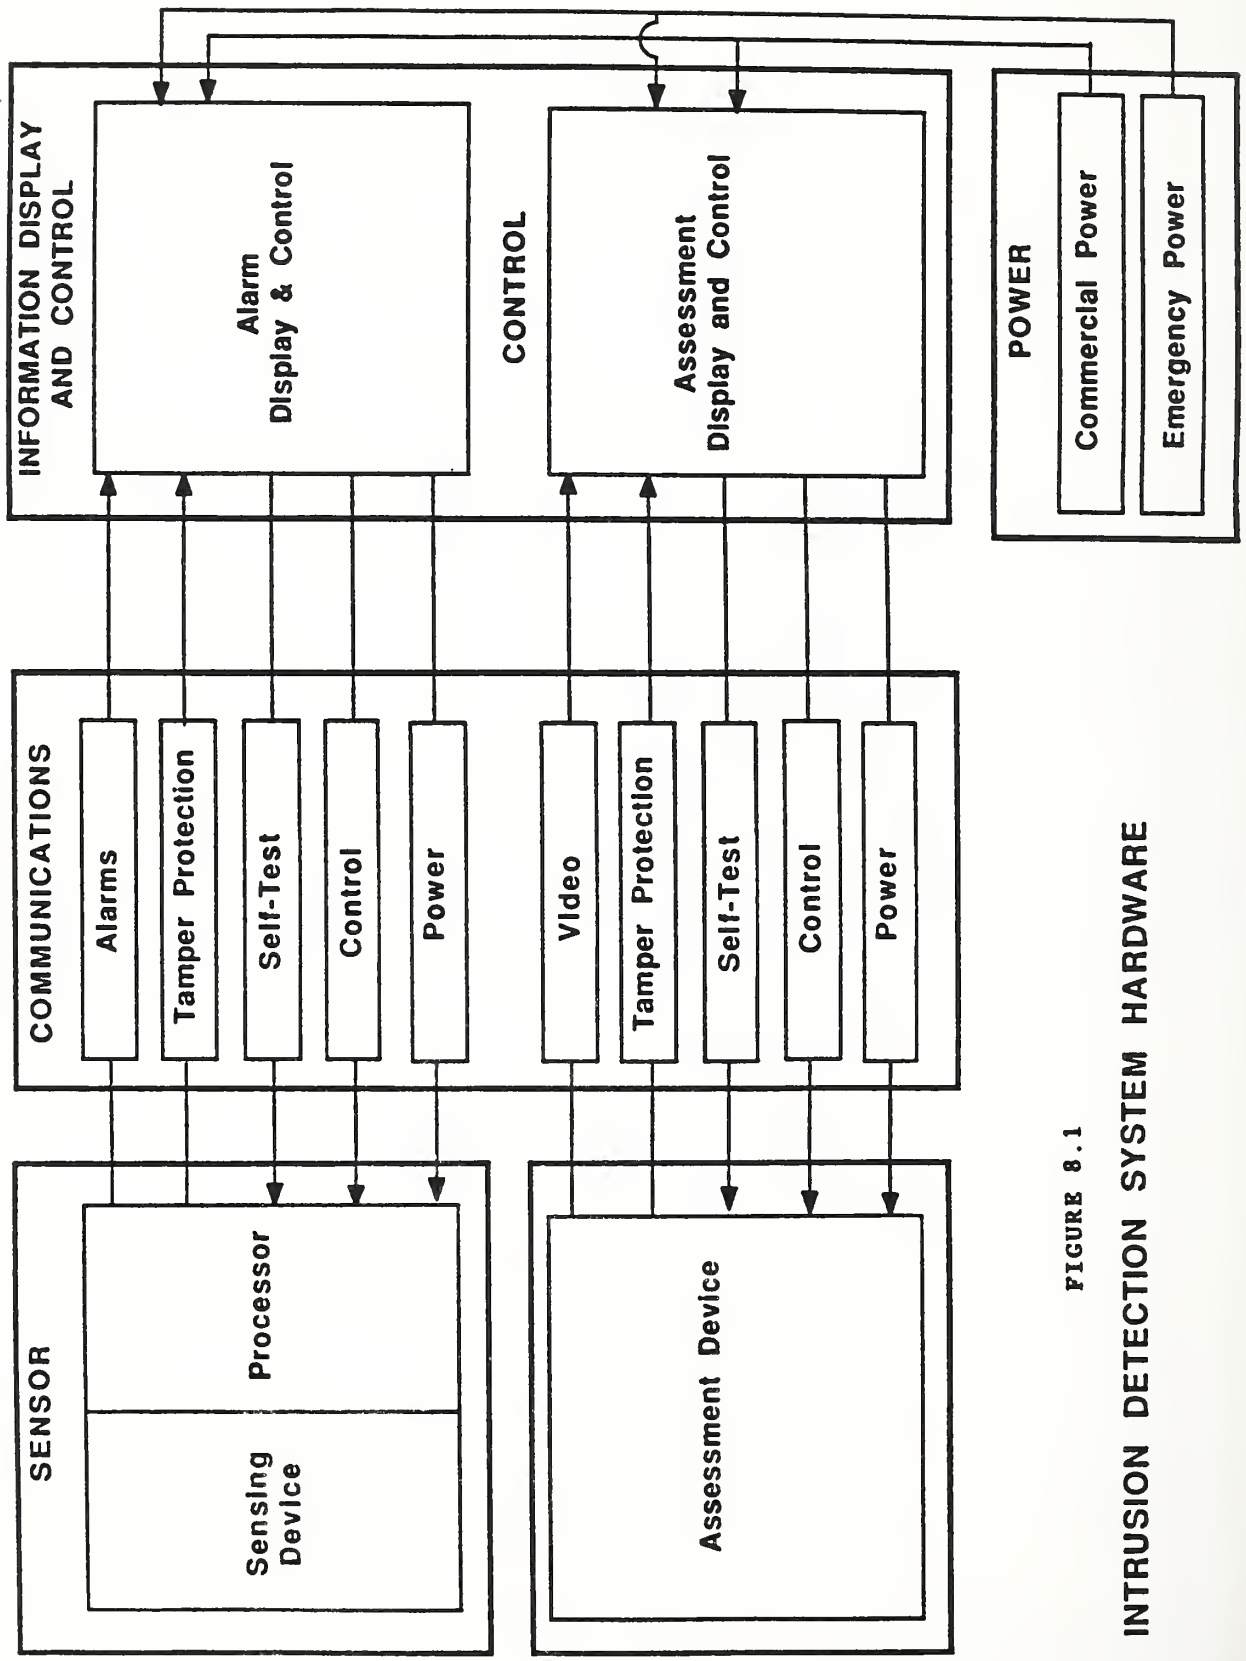 SENSOR
Sensing
Device
Processor
Assessment Device
COMMUNICATIONS
Alarms
Tamper Protection
Self-Test
Control
Power
Video
Tamper Protection
Self-Test
Control
Power
INFORMATION DISPLAY
AND CONTROL
Alarm
Display & Control
CONTROL
Assessment
Display and Control
POWER
Commercial Power
Emergency Power
FIGURE 8.1
INTRUSION DETECTION SYSTEM HARDWARE